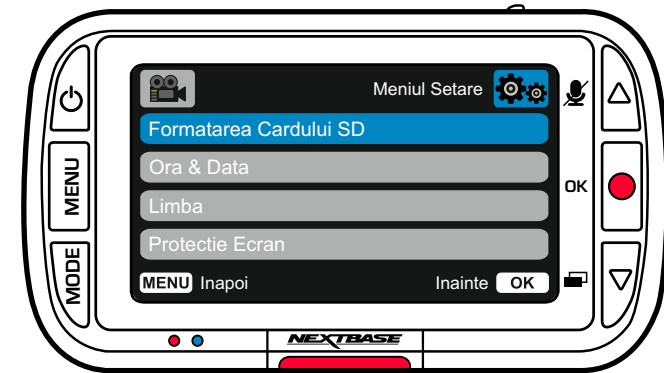 Meniul Setare
Formatarea Cardului SD
Ora & Data
Limba
Protectie Ecran
MENU Inapoi Inainte OK
MENU
MODE
OK
NEXTBASE